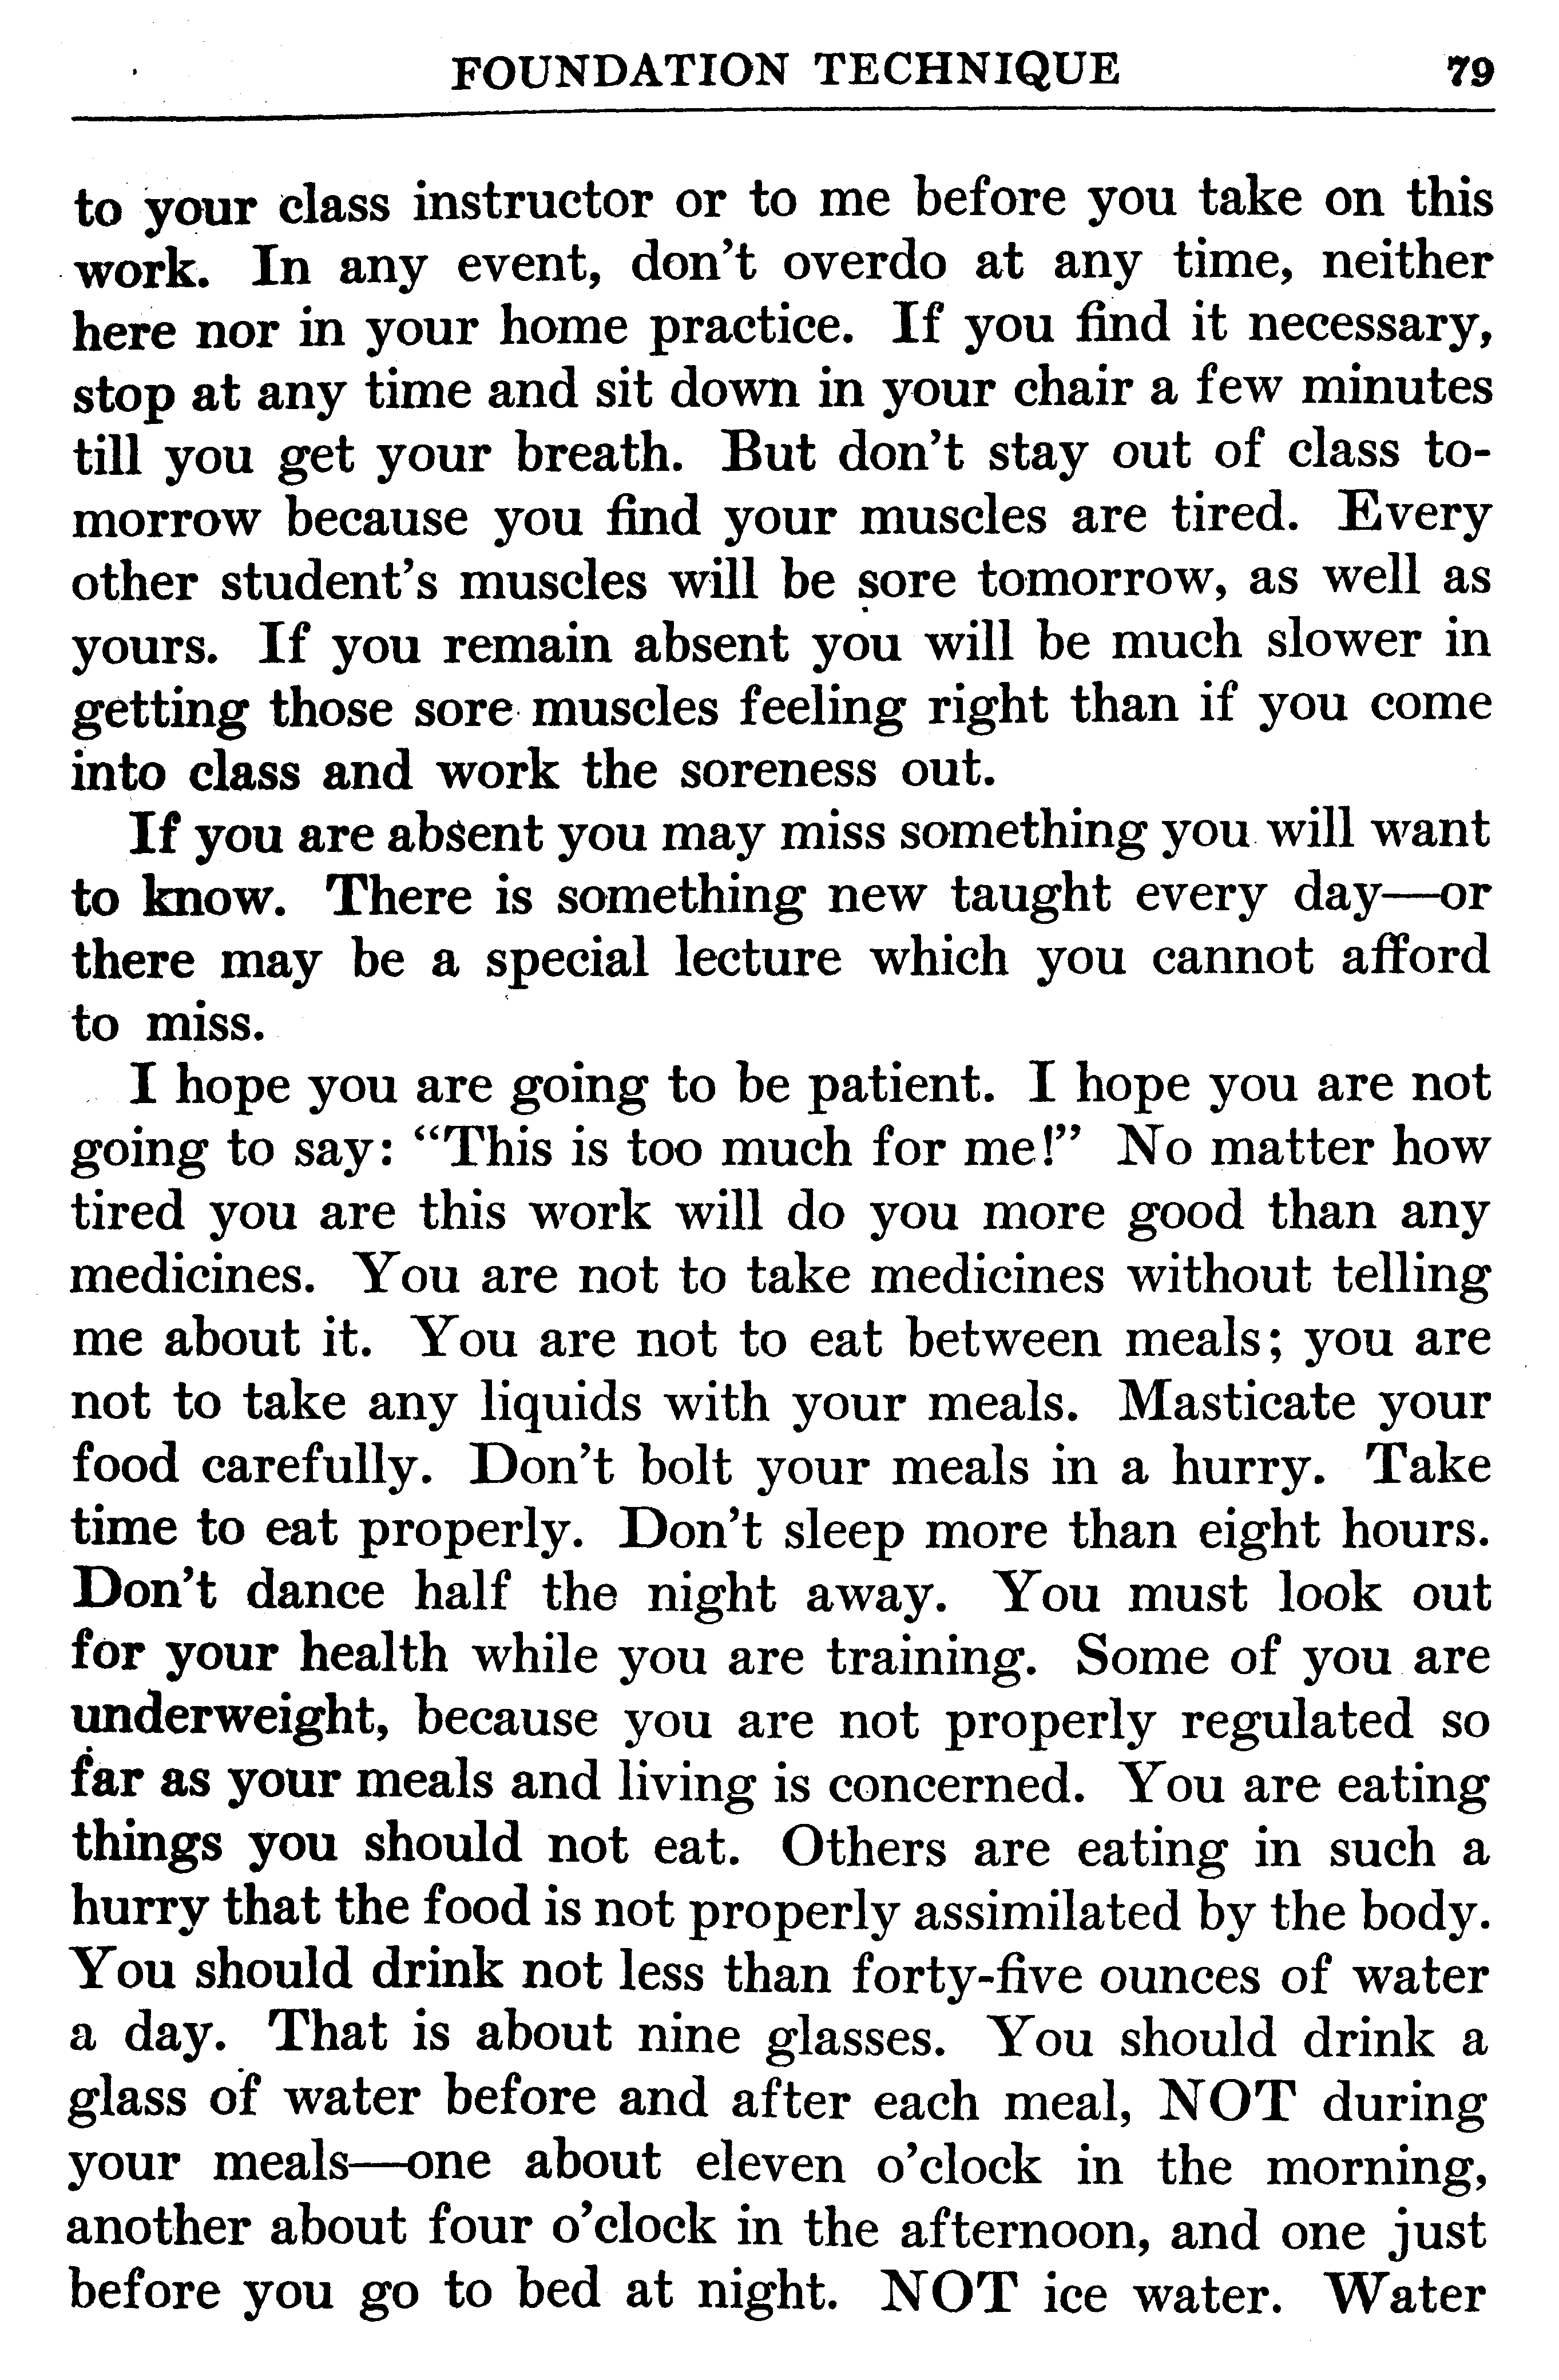 FOUNDATION TECHNIQUE 79
to your class instructor or to me before you take on this
work. In any event, don't overdo at any time, neither
here nor in your home practice. If you find it necessary,
stop at any time and sit down in your chair a few minutes
till you get your breath. But don't stay out of class to-
morrow because you find your muscles are tired. Every
other student's muscles will be sore tomorrow, as well as
yours. If you remain absent you will be much slower in
getting those sore muscles feeling right than if you come
into class and work the soreness out.
If you are absent you may miss something you will want
to know. There is something new taught every day—or
there may be a special lecture which you cannot afford
to miss.
I hope you are going to be patient. I hope you are not
going to say: “This is too much for me!” No matter how
tired you are this work will do you more good than any
medicines. You are not to take medicines without telling
me about it. You are not to eat between meals; you are
not to take any liquids with your meals. Masticate your
food carefully. Don't bolt your meals in a hurry. Take
time to eat properly. Don't sleep more than eight hours.
Don't dance half the night away. You must look out
for your health while you are training. Some of you are
underweight, because you are not properly regulated so
far as your meals and living is concerned. You are eating
things you should not eat. Others are eating in such a
hurry that the food is not properly assimilated by the body.
You should drink not less than forty-five ounces of water
a day. That is about nine glasses. You should drink a
glass of water before and after each meal, NOT during
your meals—one about eleven o'clock in the morning,
another about four o'clock in the afternoon, and one just
before you go to bed at night. NOT ice water. Water